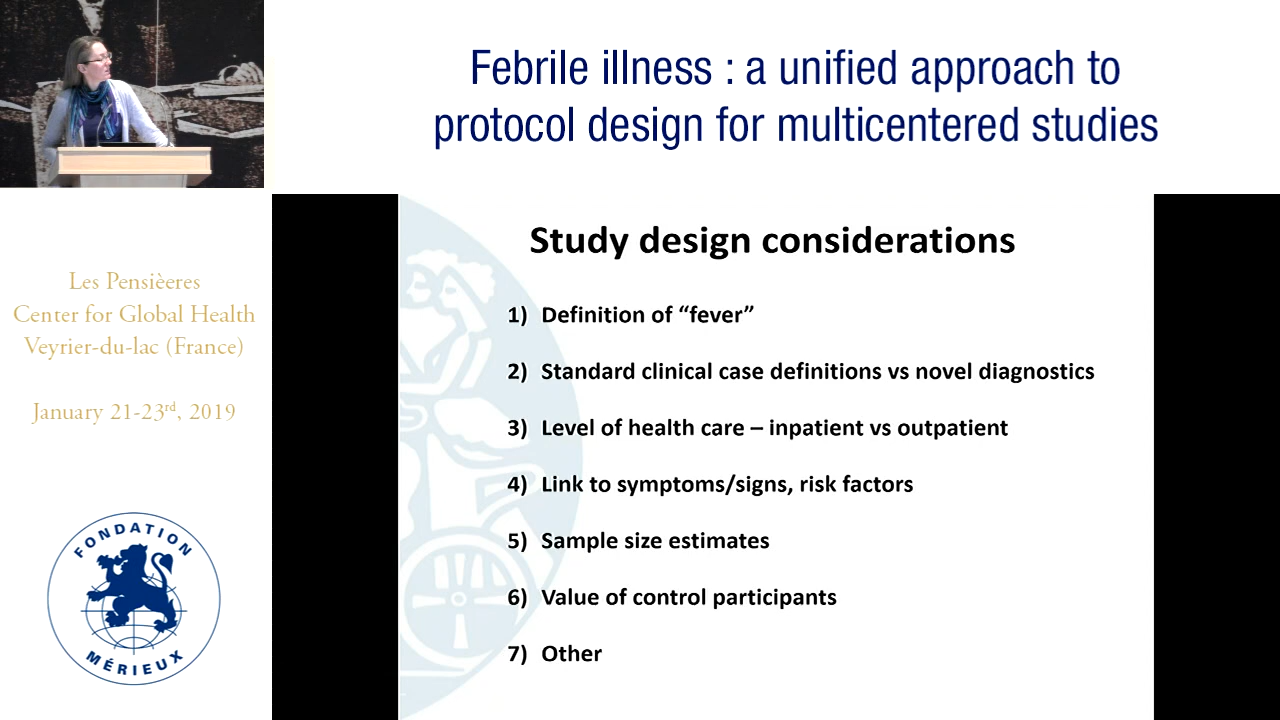 Febrile illness : a unified approach to
protocol design for multicentered studies
Les Pensièeres
Center for Global Health
Veyrier-du-lac (France)
January 21-23rd, 2019
FONDATION
MÉRIEUX
Study design considerations
1) Definition of “fever”
2) Standard clinical case definitions vs novel diagnostics
3) Level of health care – inpatient vs outpatient
4) Link to symptoms/signs, risk factors
5) Sample size estimates
6) Value of control participants
7) Other